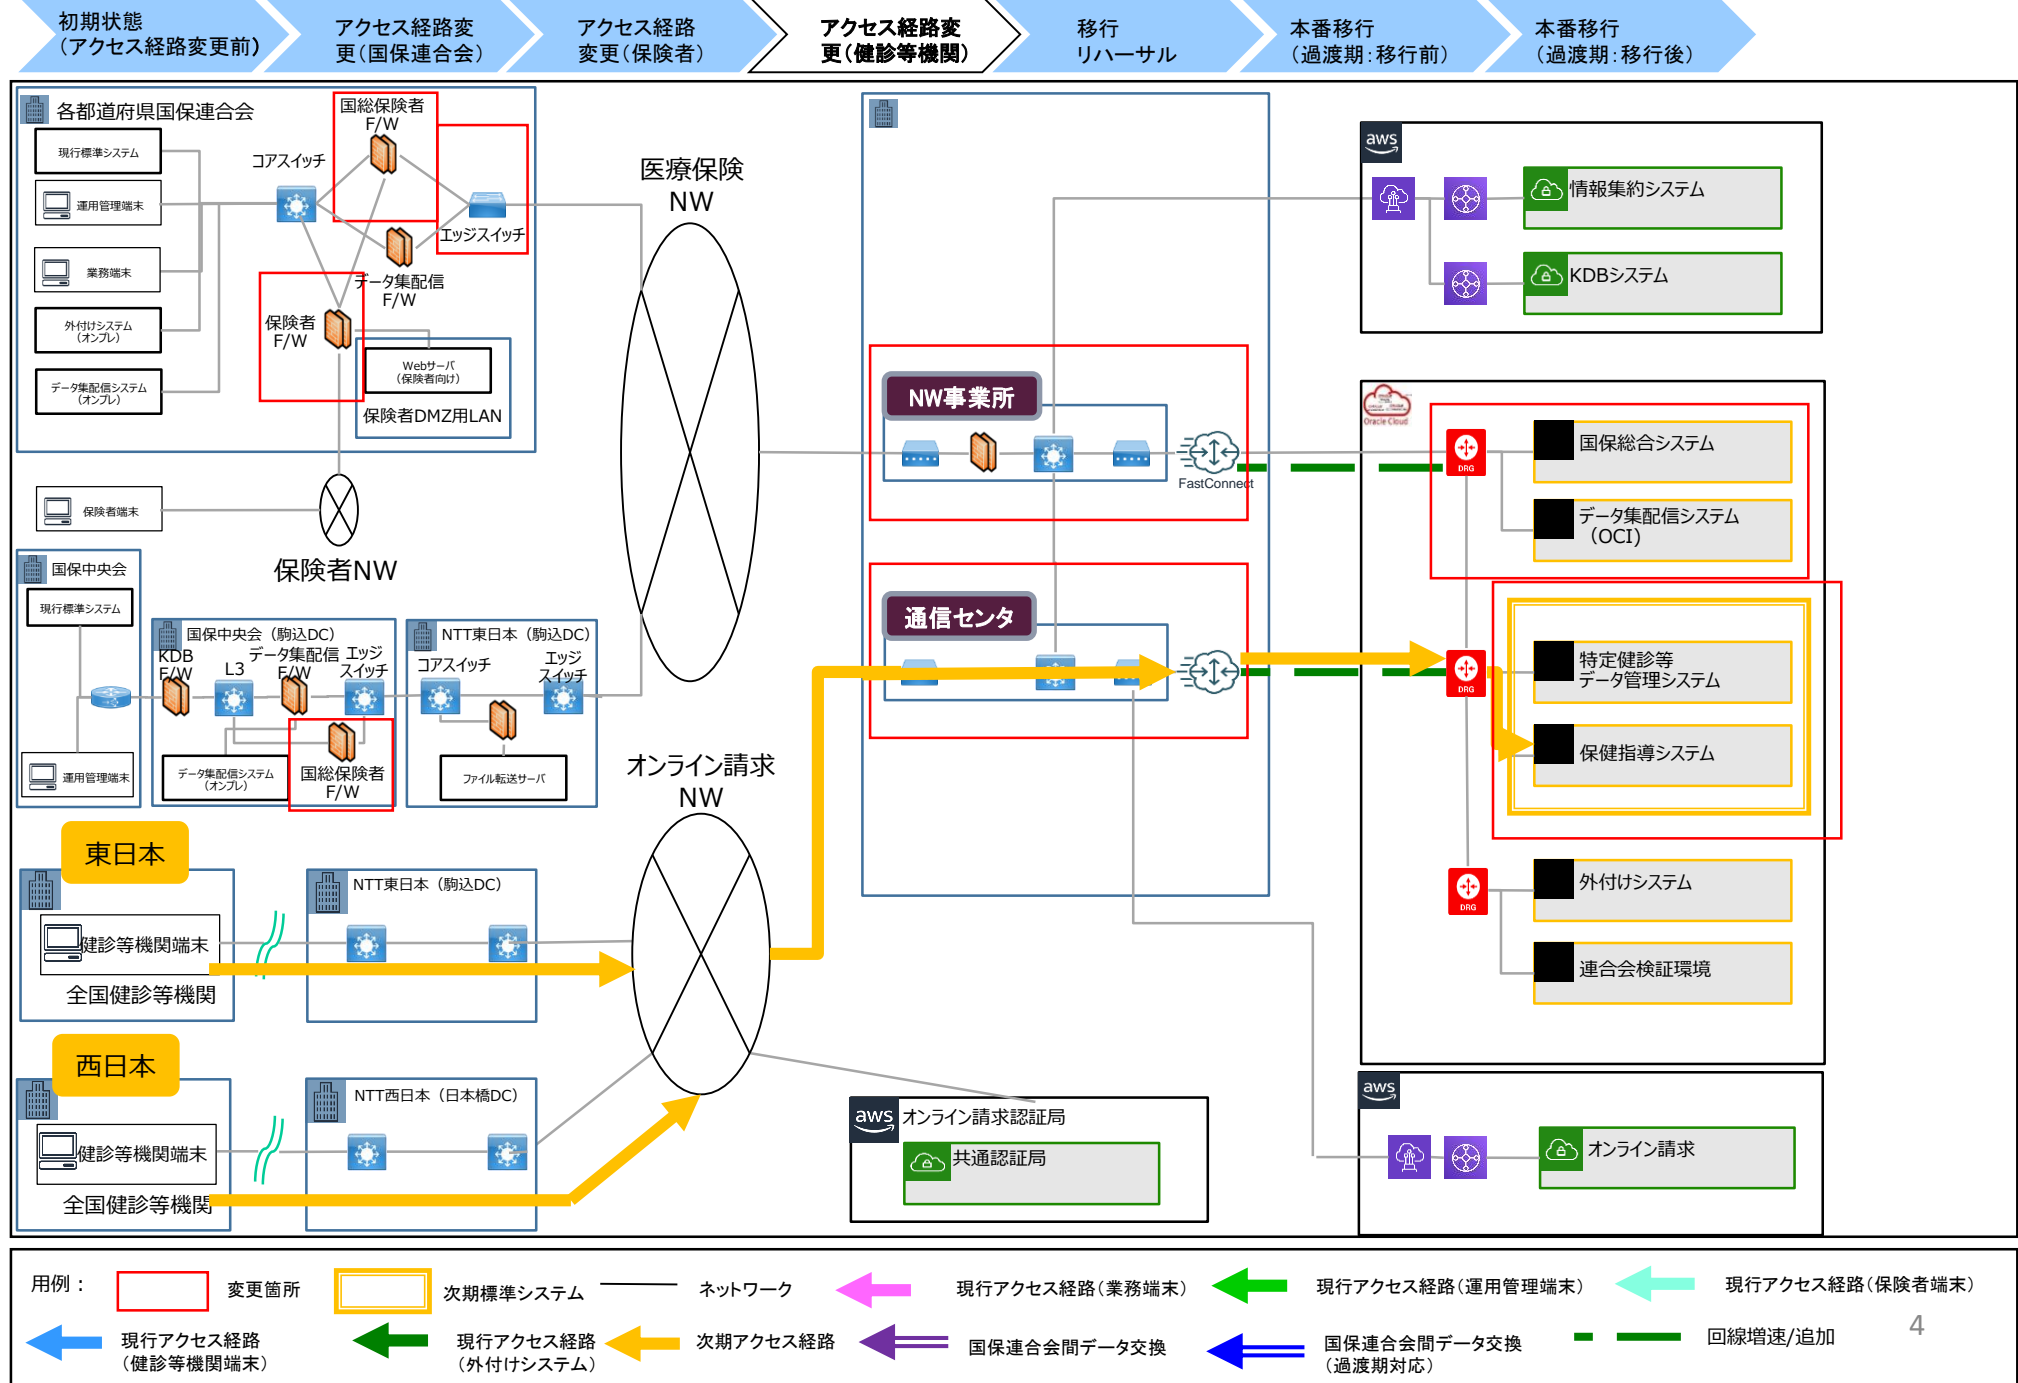 初期状態
（アクセス経路変更前）
アクセス経路変
更（国保連合会）
アクセス経路
変更（保険者）
アクセス経路変
更（健診等機関）
移行
リハーサル
本番移行
（過渡期：移行前）
本番移行
（過渡期：移行後）
各都道府県国保連合会
現行標準システム
運用管理端末
業務端末
外付けシステム
（オンプレ）
データ集配信システム
（オンプレ）
コアスイッチ
国総保険者
F/W
エッジスイッチ
データ集配信
F/W
保険者
F/W
Webサーバ
（保険者向け）
保険者DMZ用LAN
保険者端末
保険者NW
医療保険
NW
国保中央会
現行標準システム
運用管理端末
国保中央会（駒込DC）
KDB
F/W
L3
データ集配信
F/W
エッジ
スイッチ
データ集配信システム
（オンプレ）
国総保険者
F/W
NTT東日本（駒込DC）
コアスイッチ
エッジ
スイッチ
ファイル転送サーバ
オンライン請求
NW
東日本
健診等機関端末
全国健診等機関
NTT東日本（駒込DC）
西日本
健診等機関端末
全国健診等機関
NTT西日本（日本橋DC）
NW事業所
FastConnect
通信センタ
aws
オンライン請求認証局
共通認証局
aws
情報集約システム
KDBシステム
Oracle Cloud
DRG
国保総合システム
データ集配信システム
（OCI)
DRG
特定健診等
データ管理システム
保健指導システム
DRG
外付けシステム
連合会検証環境
aws
オンライン請求
用例：
変更箇所
次期標準システム
ネットワーク
現行アクセス経路（業務端末）
現行アクセス経路（運用管理端末）
現行アクセス経路（保険者端末）
現行アクセス経路
（健診等機関端末）
現行アクセス経路
（外付けシステム）
次期アクセス経路
国保連合会間データ交換
国保連合会間データ交換
（過渡期対応）
回線増速/追加
4